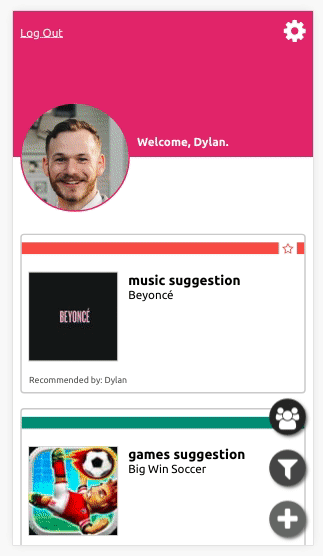 Log Out
Welcome, Dylan.
music suggestion
Beyoncé
BEYONCÉ
Recommended by: Dylan
games suggestion
Big Win Soccer